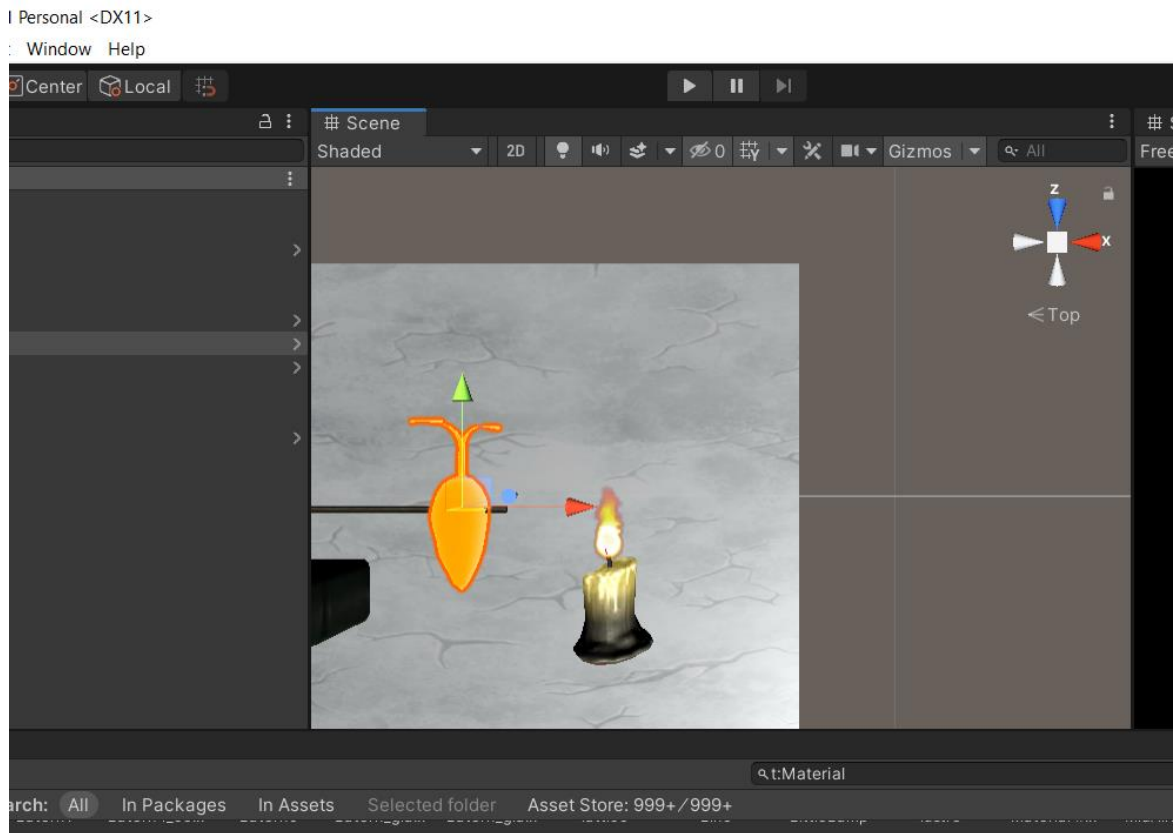 l Personal <DX11>
Window Help
Center Local
Scene
Shaded 2D 0 Gizmos All Free
z
x
Top
t:Material
arch: All In Packages In Assets Selected folder Asset Store: 999+/999+